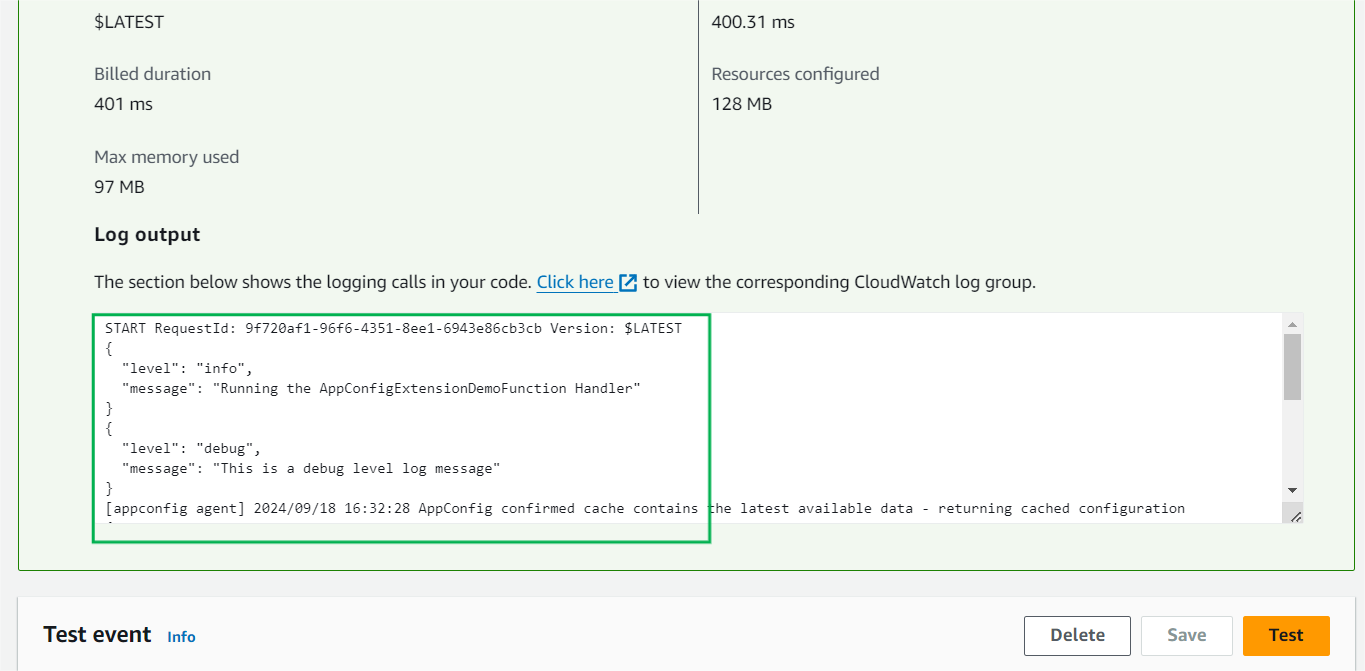 $LATEST
400.31 ms
Billed duration
Resources configured
401 ms
128 MB
Max memory used
97 MB
Log output
The section below shows the logging calls in your code. Click here to view the corresponding CloudWatch log group.
START RequestId: 9f720af1-96f6-4351-8ee1-6943e86cb3cb Version: $LATEST
{
  "level": "info",
  "message": "Running the AppConfigExtensionDemoFunction Handler"
}
{
  "level": "debug",
  "message": "This is a debug level log message"
}
[appconfig agent] 2024/09/18 16:32:28 AppConfig confirmed cache contains the latest available data - returning cached configuration
Test event Info
Delete
Save
Test